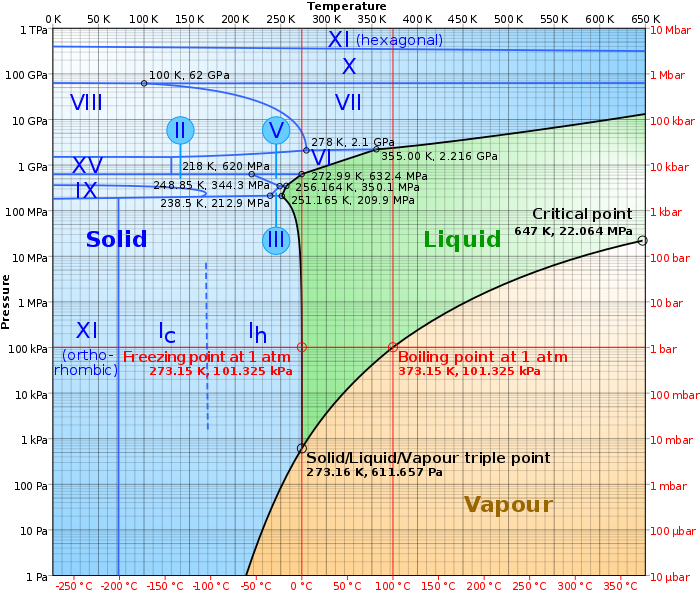 Temperature
0 K 50 K 100 K 150 K 200 K 250 K 300 K 350 K 400 K 450 K 500 K 550 K 600 K 650 K
1 TPa
10 Mbar
XI (hexagonal)
X
100 K, 62 GPa
100 GPa
1 Mbar
VIII
VII
10 GPa
100 kbar
II
V
278 K, 2.1 GPa
VI
355.00 K, 2.216 GPa
XV
218 K, 620 MPa
1 GPa
10 kbar
272.99 K, 632.4 MPa
IX
248.85 K, 344.3 MPa
256.164 K, 350.1 MPa
238.5 K, 212.9 MPa
251.165 K, 209.9 MPa
100 MPa
1 kbar
Critical point
647 K, 22.064 MPa
Solid
III
Liquid
10 MPa
100 bar
Pressure
1 MPa
10 bar
XI
(ortho-
rhombic)
Ic
Ih
100 kPa
1 bar
Freezing point at 1 atm
273.15 K, 101.325 kPa
Boiling point at 1 atm
373.15 K, 101.325 kPa
10 kPa
100 mbar
1 kPa
10 mbar
Solid/Liquid/Vapour triple point
273.16 K, 611.657 Pa
100 Pa
1 mbar
Vapour
10 Pa
100 µbar
1 Pa
10 µbar
-250 °C -200 °C -150 °C -100 °C -50 °C 0 °C 50 °C 100 °C 150 °C 200 °C 250 °C 300 °C 350 °C